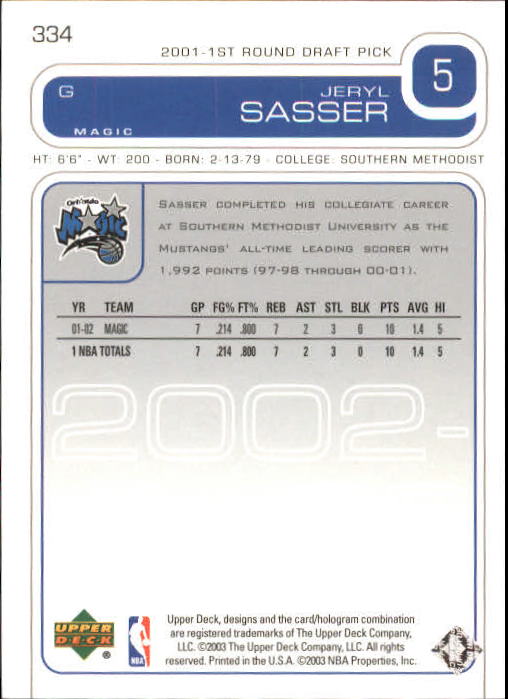 334
2001-1ST ROUND DRAFT PICK
5
G
JERYL
SASSER
MAGIC
HT: 6'6" - WT: 200 - BORN: 2-13-79 - COLLEGE: SOUTHERN METHODIST
Orlando
Magic
SASSER COMPLETED HIS COLLEGIATE CAREER
AT SOUTHERN METHODIST UNIVERSITY AS THE
MUSTANGS' ALL-TIME LEADING SCORER WITH
1,992 POINTS (97-98 THROUGH 00-01).
YR TEAM GP FG% FT% REB AST STL BLK PTS AVG HI
01-02 MAGIC 7 .214 .800 7 2 3 0 10 1.4 5
1 NBA TOTALS 7 .214 .800 7 2 3 0 10 1.4 5
2002-
UPPER
DECK
®
NBA
Upper Deck, designs and the card/hologram combination
are registered trademarks of The Upper Deck Company,
LLC. ©2003 The Upper Deck Company, LLC. All rights
reserved. Printed in the U.S.A. ©2003 NBA Properties, Inc.